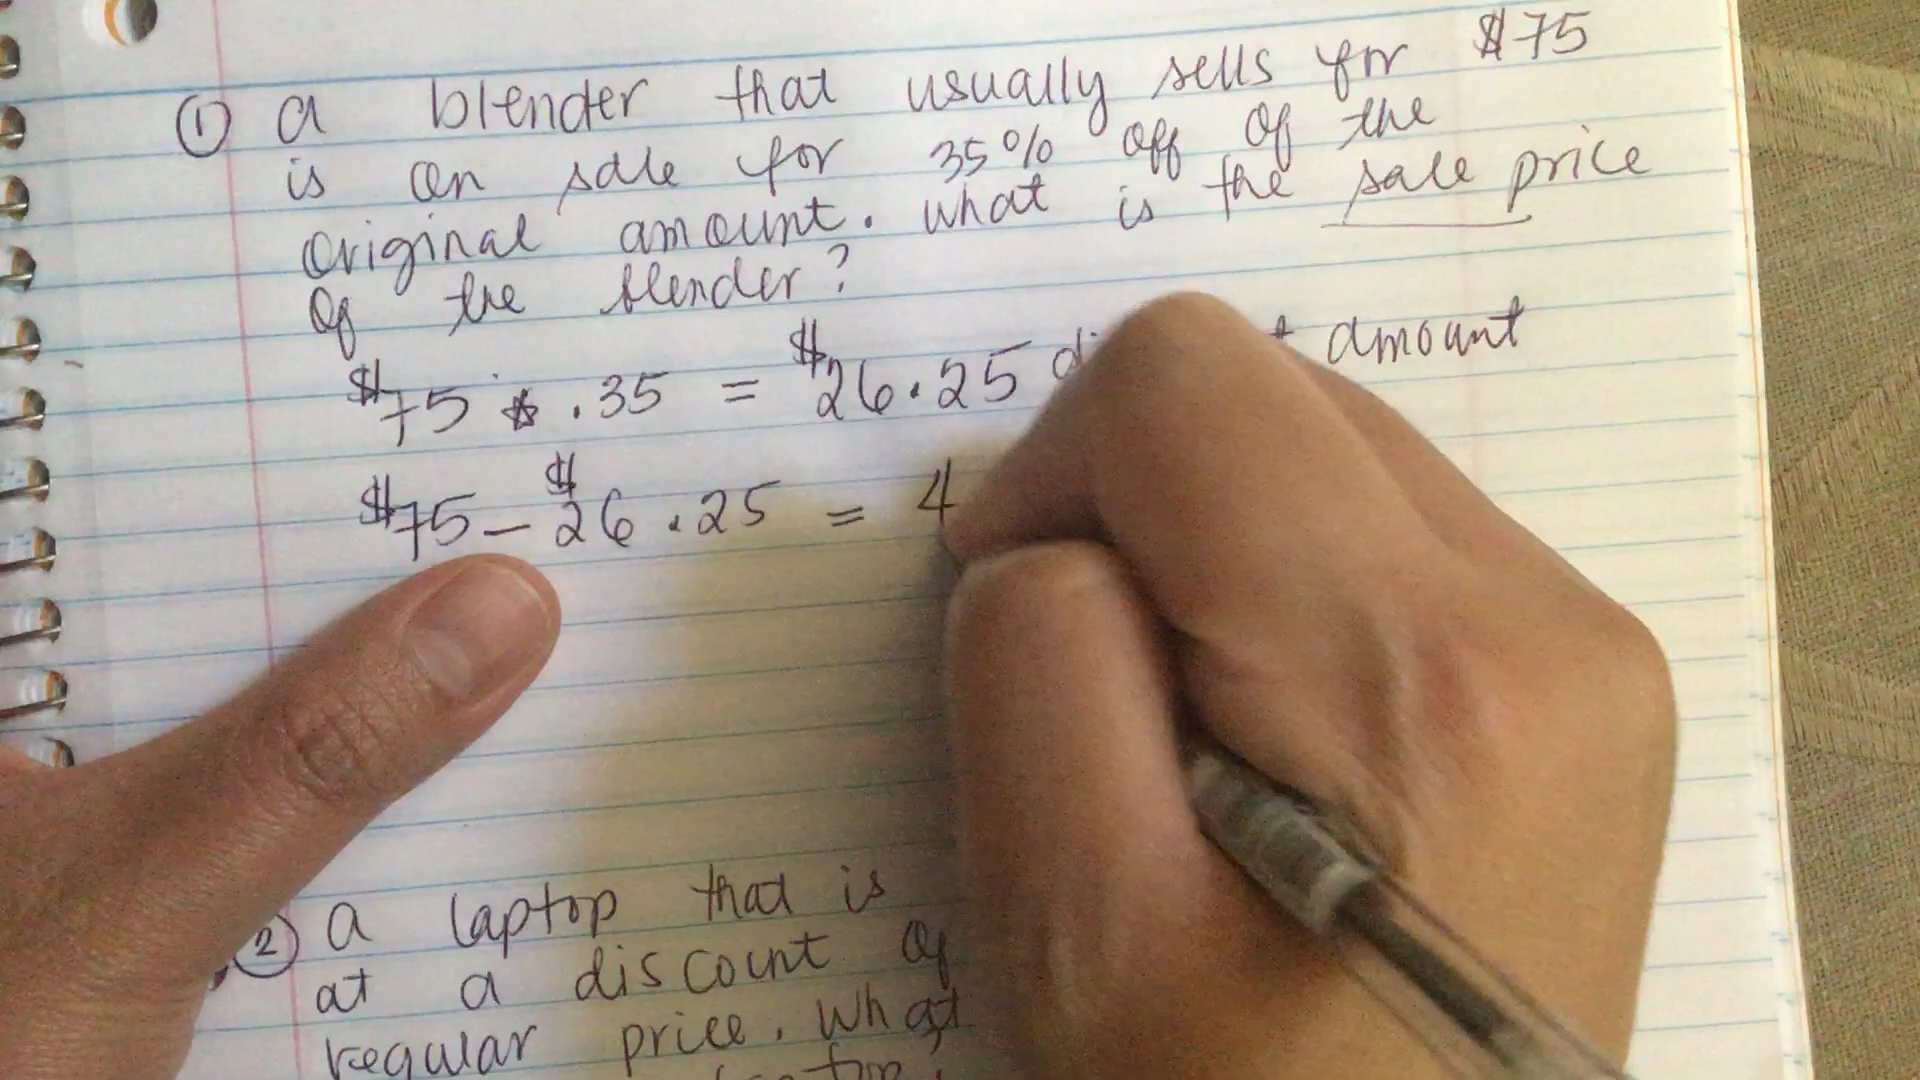 ① a blender that usually sells for $75
is on sale for 35% off of the
original amount. what is the sale price
of the blender?
$75 * .35 = $26.25 amount
$75 - $26.25 = 4
② a laptop that is
at a discount of
regular price. What